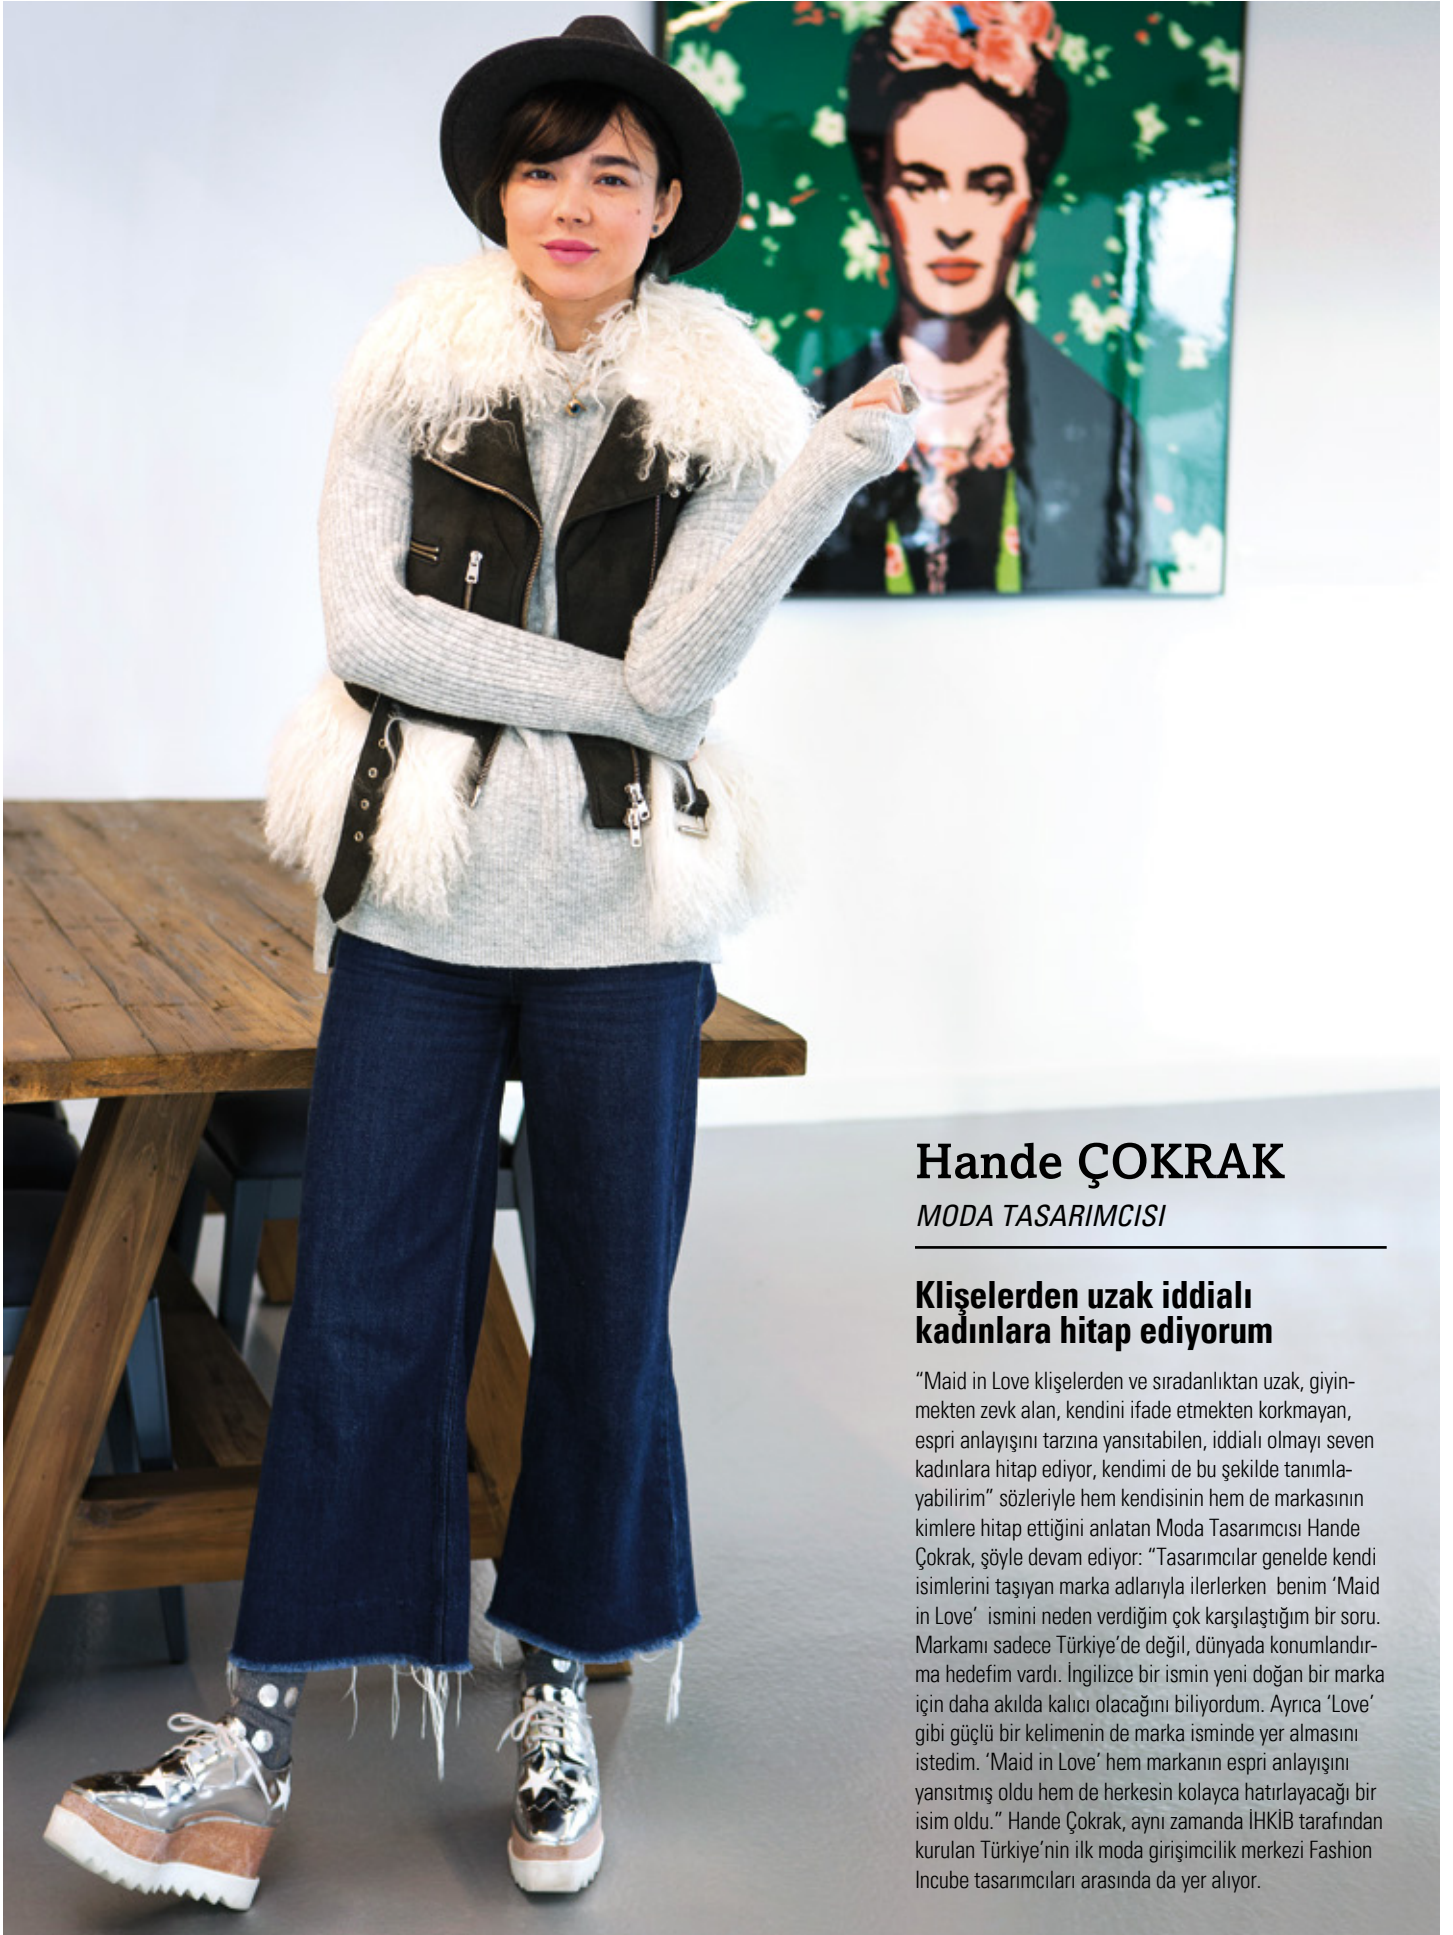 Hande ÇOKRAK
MODA TASARIMCISI
Klişelerden uzak iddialı
kadınlara hitap ediyorum
“Maid in Love klişelerden ve sıradanlıktan uzak, giyin-
mekten zevk alan, kendini ifade etmekten korkmayan,
espri anlayışını tarzına yansıtabilen, iddialı olmayı seven
kadınlara hitap ediyor, kendimi de bu şekilde tanımla-
yabilirim” sözleriyle hem kendisinin hem de markasının
kimlere hitap ettiğini anlatan Moda Tasarımcısı Hande
Çokrak, şöyle devam ediyor: “Tasarımcılar genelde kendi
isimlerini taşıyan marka adlarıyla ilerlerken benim ‘Maid
in Love’ ismini neden verdiğim çok karşılaştığım bir soru.
Markamı sadece Türkiye’de değil, dünyada konumlandır-
ma hedefim vardı. İngilizce bir ismin yeni doğan bir marka
için daha akılda kalıcı olacağını biliyordum. Ayrıca ‘Love’
gibi güçlü bir kelimenin de marka isminde yer almasını
istedim. ‘Maid in Love’ hem markanın espri anlayışını
yansıtmış oldu hem de herkesin kolayca hatırlayacağı bir
isim oldu.” Hande Çokrak, aynı zamanda İHKİB tarafından
kurulan Türkiye’nin ilk moda girişimcilik merkezi Fashion
Incube tasarımcıları arasında da yer alıyor.